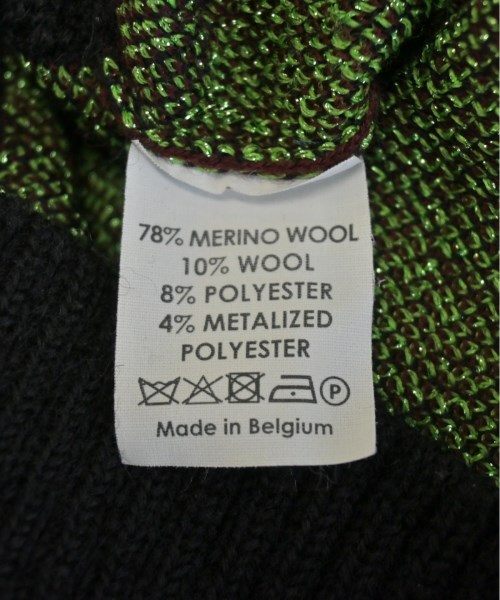 78% MERINO WOOL
10% WOOL
8% POLYESTER
4% METALIZED
POLYESTER
P
Made in Belgium